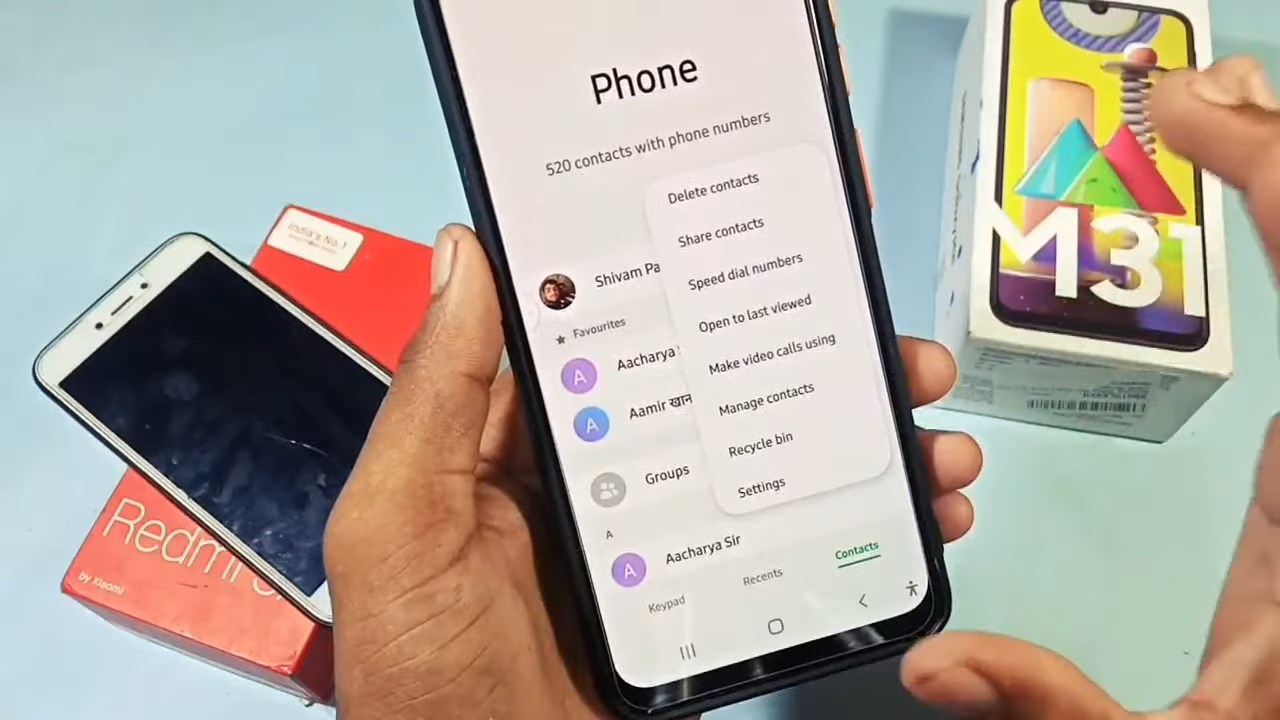 Phone
520 contacts with phone numbers
Delete contacts
Share contacts
Speed dial numbers
Open to last viewed
Make video calls using
Manage contacts
Recycle bin
Settings
Shivam Pa
Favourites
A Aacharya
A Aamir खान
Groups
A
A Aacharya Sir
Keypad
Recents
Contacts
India's No.1
Redmi
by Xiaomi
M31